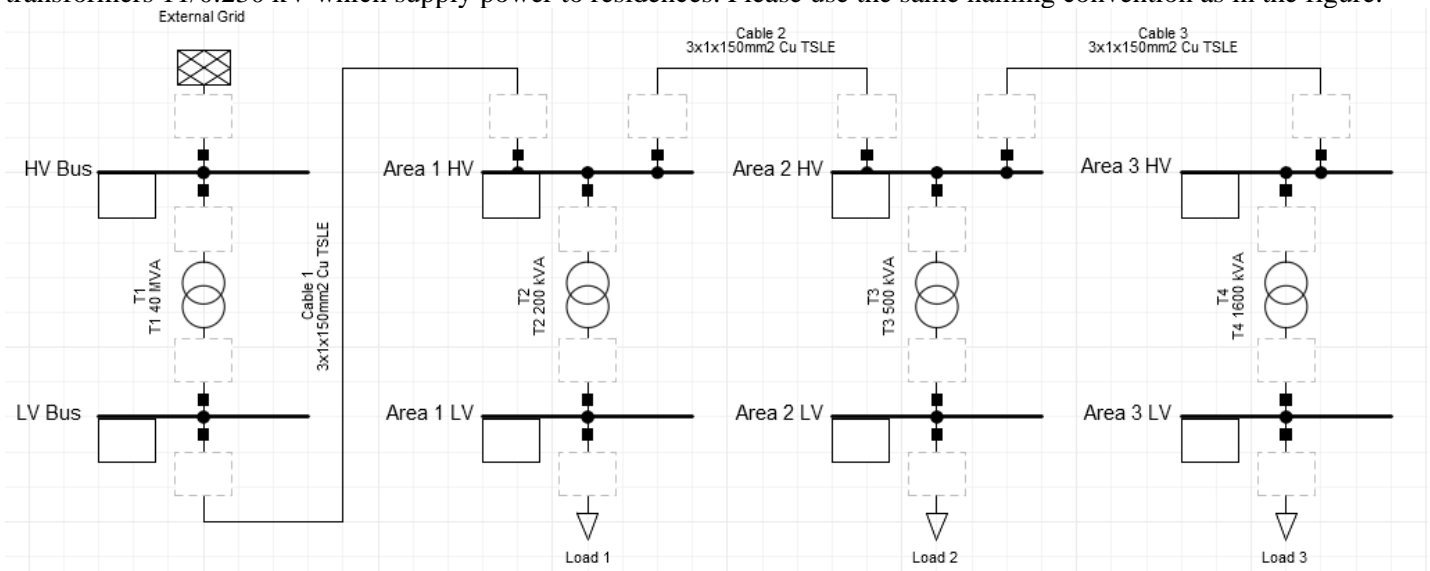 transformers 11/0.230 kV which supply power to residences. Please use the same naming convention as in the figure.
External Grid
Cable 2
3x1x150mm2 Cu TSLE
Cable 3
3x1x150mm2 Cu TSLE
HV Bus
Area 1 HV
Area 2 HV
Area 3 HV
T1
T1 40 MVA
Cable 1
3x1x150mm2 Cu TSLE
T2
T2 200 kVA
T3
T3 500 kVA
T4
T4 1600 kVA
LV Bus
Area 1 LV
Area 2 LV
Area 3 LV
Load 1
Load 2
Load 3